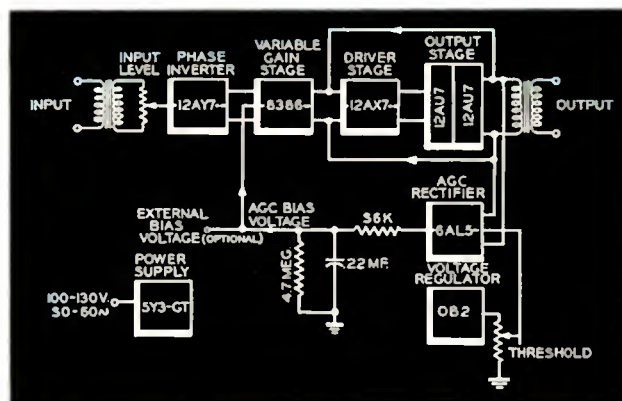 INPUT
INPUT
LEVEL
PHASE
INVERTER
12AY7
VARIABLE
GAIN
STAGE
8386
DRIVER
STAGE
12AX7
OUTPUT
STAGE
12AU7
12AU7
OUTPUT
EXTERNAL
BIAS
VOLTAGE (OPTIONAL)
AGC BIAS
VOLTAGE
4.7 MEG.
.22 MF.
36K
AGC
RECTIFIER
6AL5
VOLTAGE
REGULATOR
OB2
THRESHOLD
POWER
SUPPLY
100-130V.
50-60~
5Y3-GT